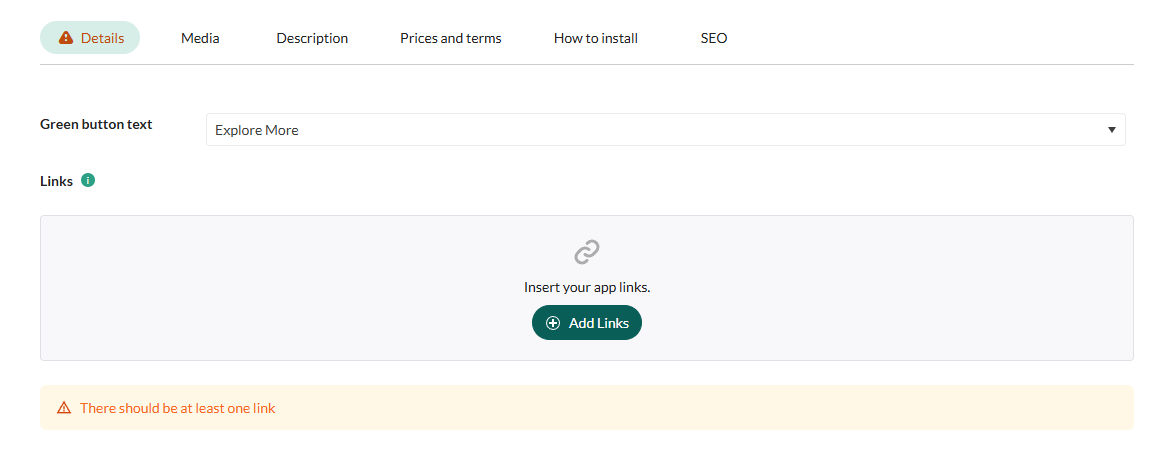 Details Media Description Prices and terms How to install SEO
Green button text Explore More
Links
Insert your app links.
Add Links
There should be at least one link